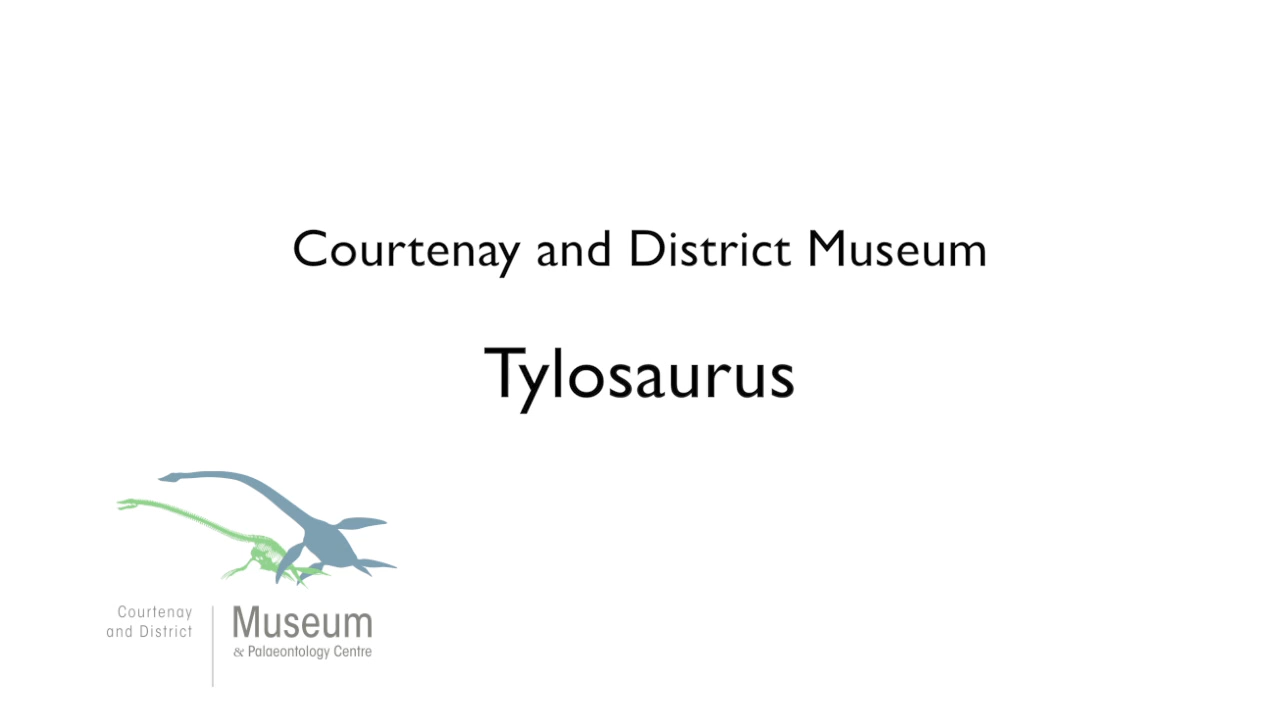 Courtenay and District Museum
Tylosaurus
Courtenay
and District
Museum
& Palaeontology Centre